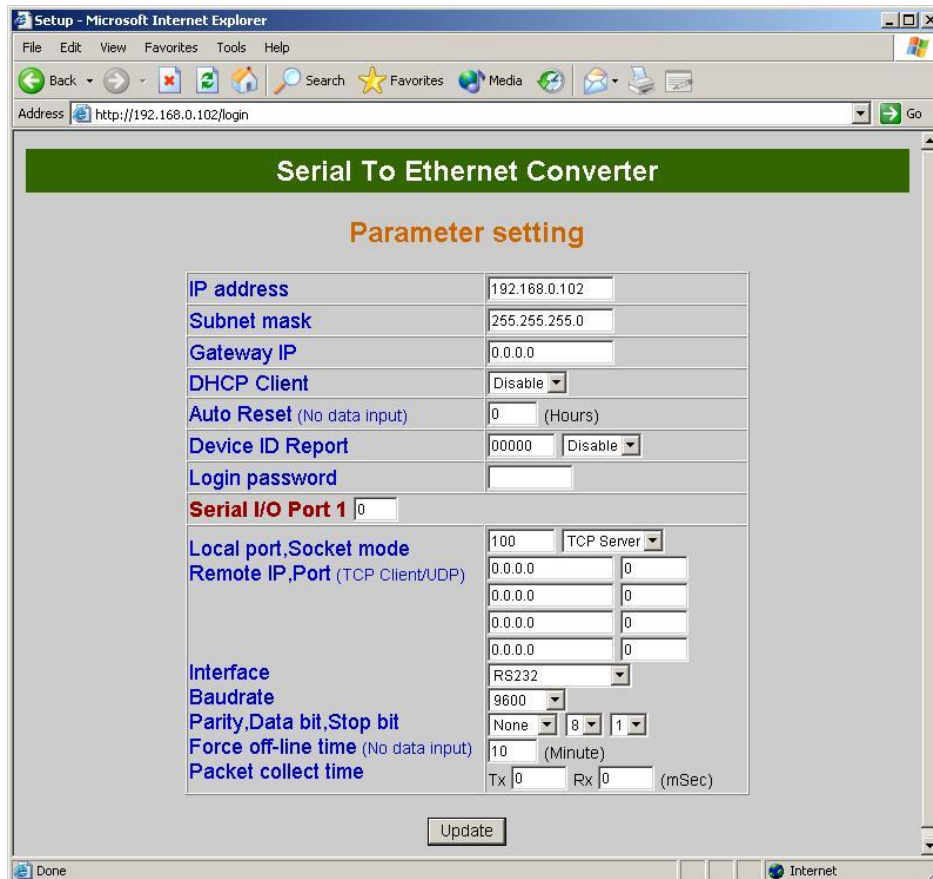 Setup - Microsoft Internet Explorer
File Edit View Favorites Tools Help
Back Search Favorites Media
Address http://192.168.0.102/login Go
Serial To Ethernet Converter
Parameter setting
IP address 192.168.0.102
Subnet mask 255.255.255.0
Gateway IP 0.0.0.0
DHCP Client Disable
Auto Reset (No data input) 0 (Hours)
Device ID Report 00000 Disable
Login password
Serial I/O Port 1 0
Local port,Socket mode 100 TCP Server
Remote IP,Port (TCP Client/UDP) 0.0.0.0 0
0.0.0.0 0
0.0.0.0 0
0.0.0.0 0
Interface RS232
Baudrate 9600
Parity,Data bit,Stop bit None 8 1
Force off-line time (No data input) 10 (Minute)
Packet collect time Tx 0 Rx 0 (mSec)
Update
Done Internet